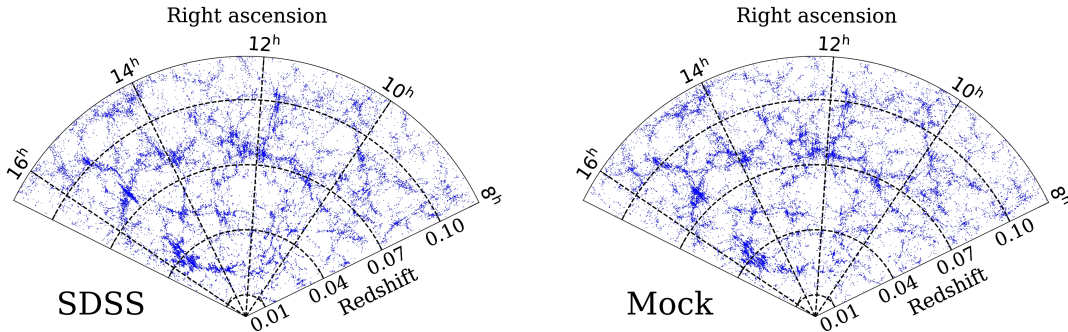 Right ascension
16ʰ
14ʰ
12ʰ
10ʰ
8ʰ
0.01
0.04
0.07
0.10
Redshift
SDSS
Right ascension
16ʰ
14ʰ
12ʰ
10ʰ
8ʰ
0.01
0.04
0.07
0.10
Redshift
Mock